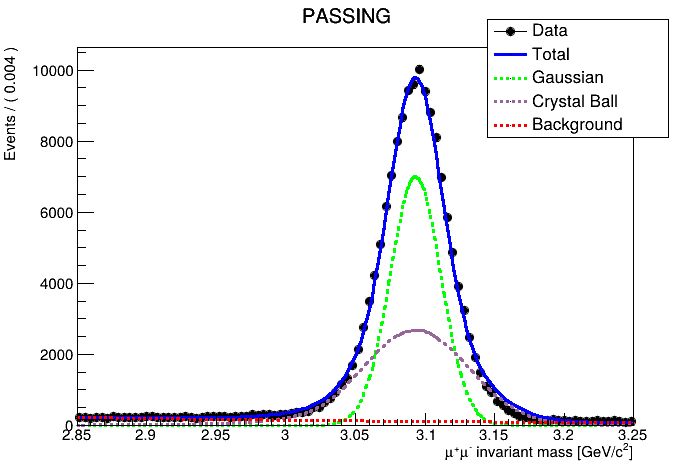 PASSING
Data
Total
Gaussian
Crystal Ball
Background
Events / ( 0.004 )
10000
8000
6000
4000
2000
0
2.85 2.9 2.95 3 3.05 3.1 3.15 3.2 3.25
μ⁺μ⁻ invariant mass [GeV/c²]